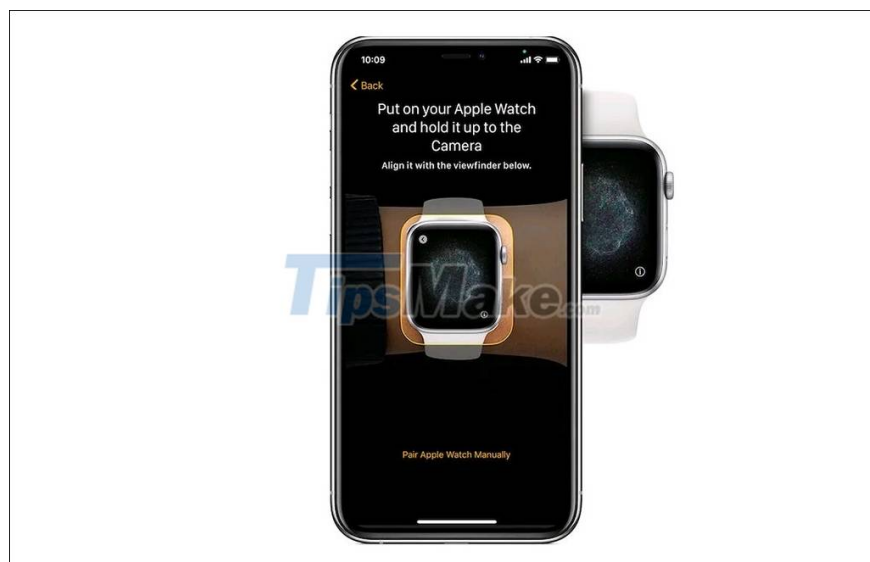 10:09
Back
Put on your Apple Watch
and hold it up to the
Camera
Align it with the viewfinder below.
TipsMake.com
Pair Apple Watch Manually